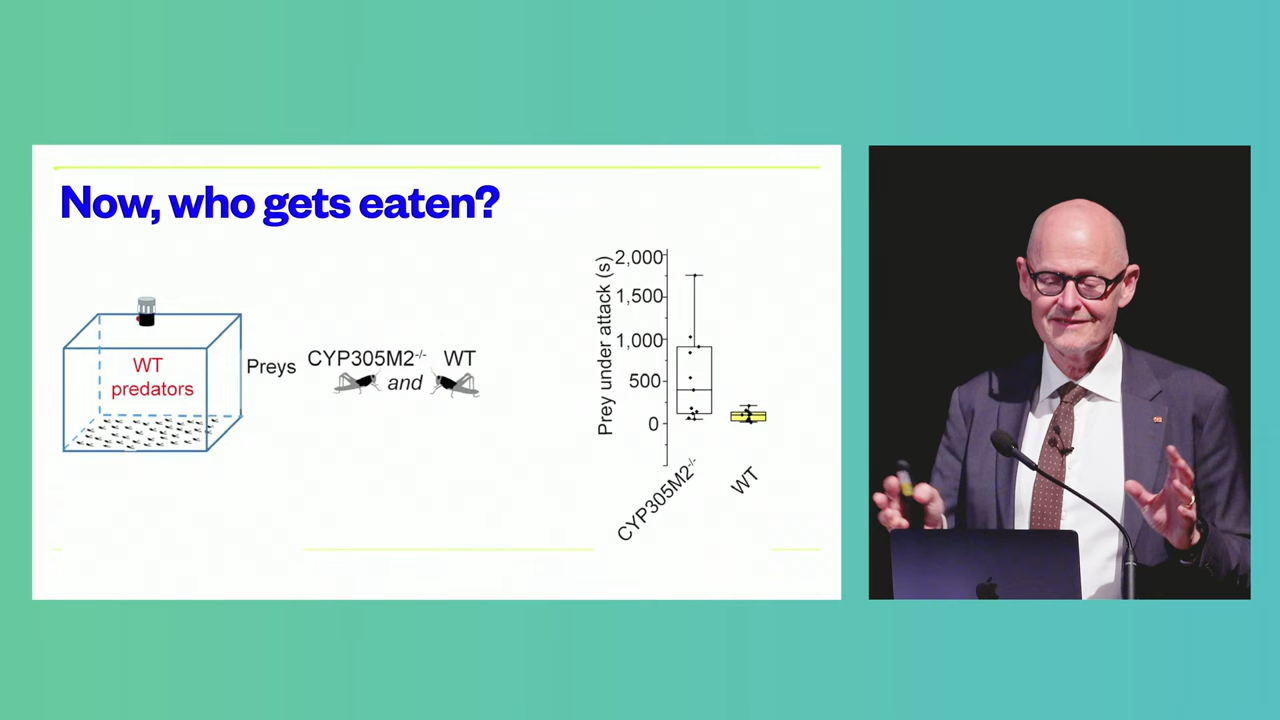 Now, who gets eaten?
WT
predators
Preys
CYP305M2-/- WT
and
Prey under attack (s)
2,000
1,500
1,000
500
0
CYP305M2-/-
WT